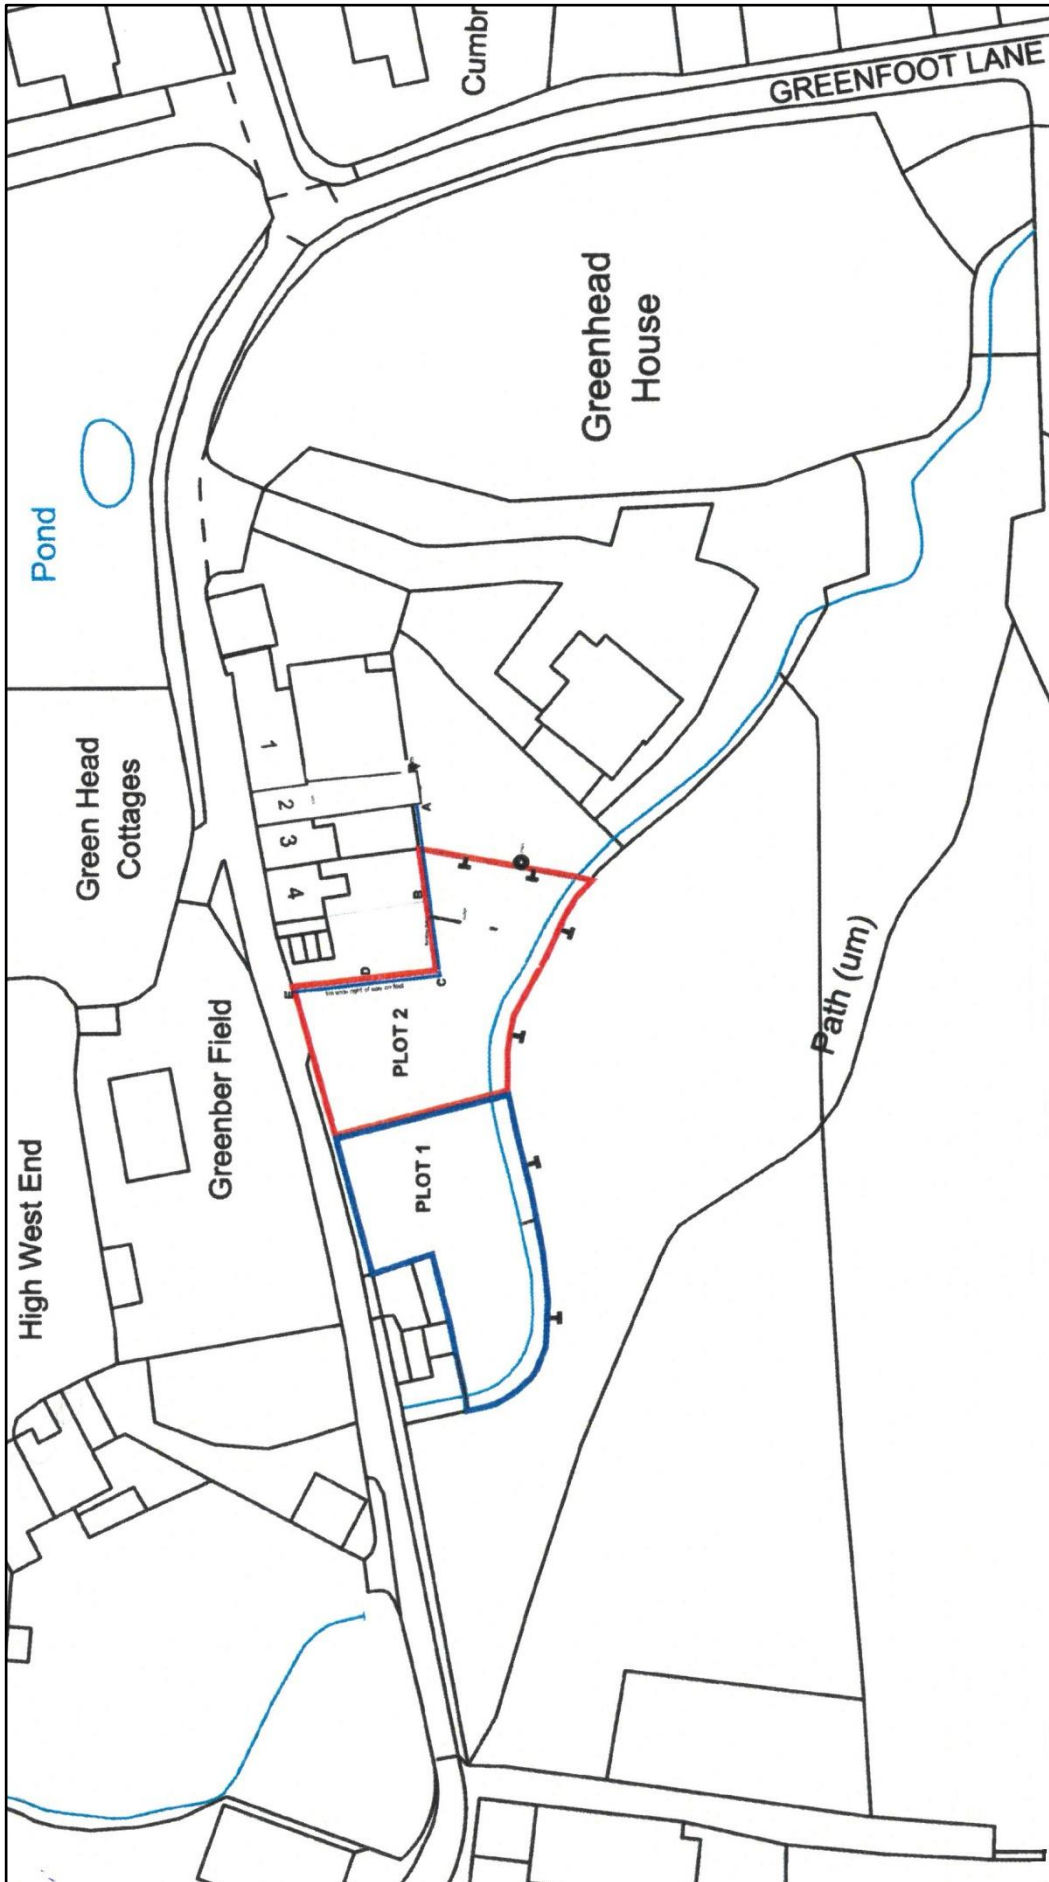 Cumbr
GREENFOOT LANE
Greenhead
House
Pond
Green Head
Cottages
1
2
3
4
A
B
C
D
E
PLOT 2
PLOT 1
Greenber Field
High West End
Path (um)
T
T
T
T
T
T
T